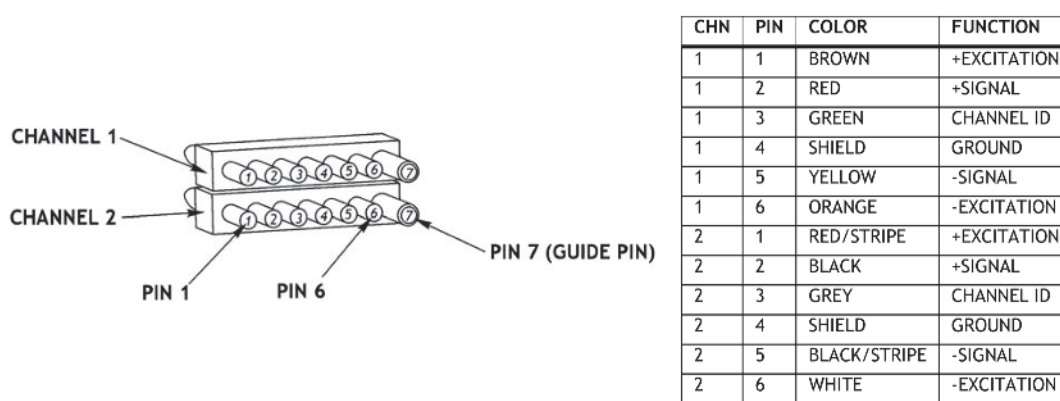 CHANNEL 1
CHANNEL 2
1 2 3 4 5 6 7
1 2 3 4 5 6 7
PIN 7 (GUIDE PIN)
PIN 1
PIN 6
CHN PIN COLOR FUNCTION
1 1 BROWN +EXCITATION
1 2 RED +SIGNAL
1 3 GREEN CHANNEL ID
1 4 SHIELD GROUND
1 5 YELLOW -SIGNAL
1 6 ORANGE -EXCITATION
2 1 RED/STRIPE +EXCITATION
2 2 BLACK +SIGNAL
2 3 GREY CHANNEL ID
2 4 SHIELD GROUND
2 5 BLACK/STRIPE -SIGNAL
2 6 WHITE -EXCITATION